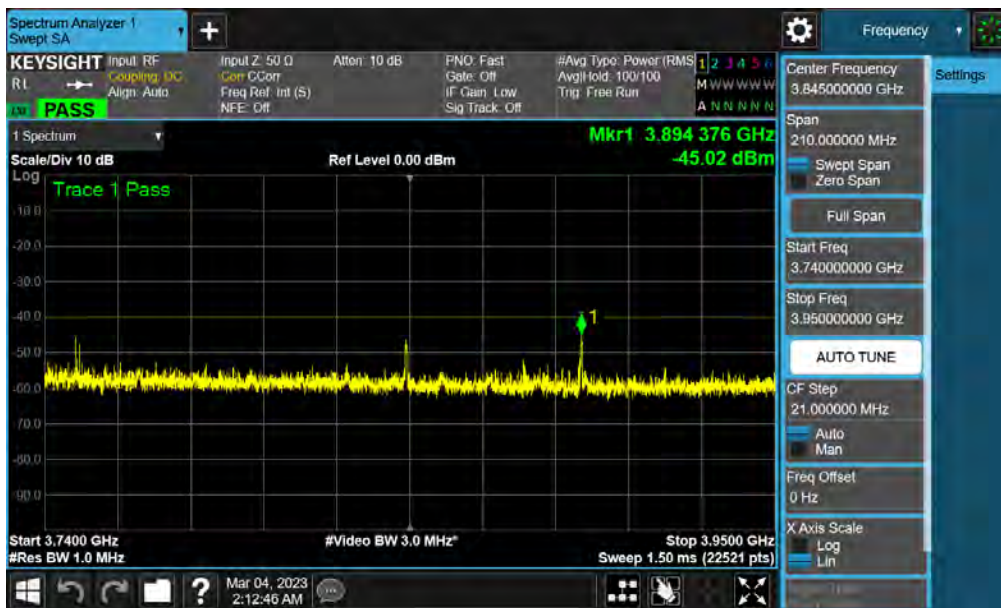 Spectrum Analyzer 1
Swept SA
+
Frequency
KEYSIGHT
Input: RF
Coupling: DC
Align: Auto
Input Z: 50 Ω
Corr CCorr
Freq Ref: Int (S)
NFE: Off
Atten: 10 dB
PNO: Fast
Gate: Off
IF Gain: Low
Sig Track: Off
#Avg Type: Power (RMS
Avg|Hold: 100/100
Trig: Free Run
1 2 3 4 5 6
M W W W W W
A N N N N N
RL
PASS
1 Spectrum
Mkr1 3.894 376 GHz
Scale/Div 10 dB
Ref Level 0.00 dBm
-45.02 dBm
Log
Trace 1 Pass
-10.0
-20.0
-30.0
-40.0
1
-50.0
-60.0
-70.0
-80.0
-90.0
Start 3.7400 GHz
#Video BW 3.0 MHz*
Stop 3.9500 GHz
#Res BW 1.0 MHz
Sweep 1.50 ms (22521 pts)
?
Mar 04, 2023
2:12:46 AM
Center Frequency
3.845000000 GHz
Settings
Span
210.000000 MHz
Swept Span
Zero Span
Full Span
Start Freq
3.740000000 GHz
Stop Freq
3.950000000 GHz
AUTO TUNE
CF Step
21.000000 MHz
Auto
Man
Freq Offset
0 Hz
X Axis Scale
Log
Lin